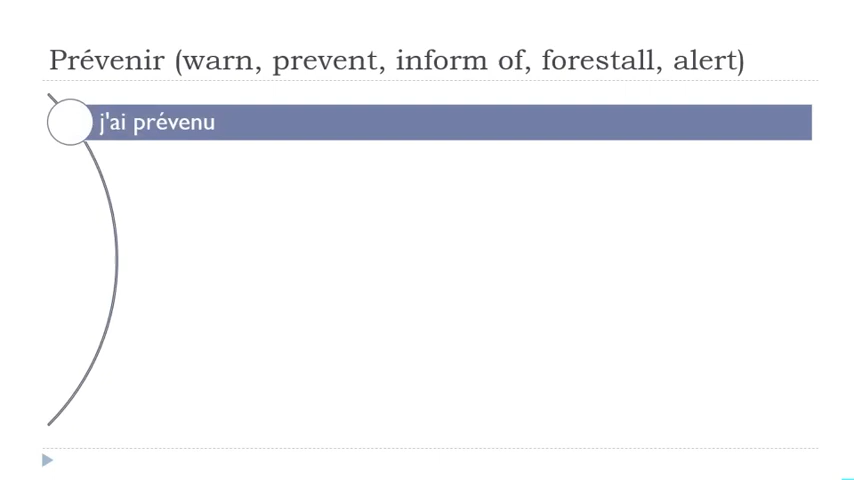 Prévenir (warn, prevent, inform of, forestall, alert)
j'ai prévenu